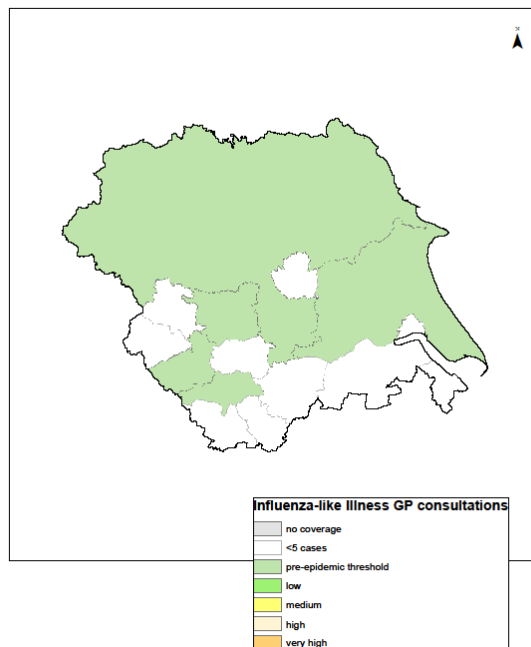 Influenza-like Illness GP consultations
no coverage
<5 cases
pre-epidemic threshold
low
medium
high
very high